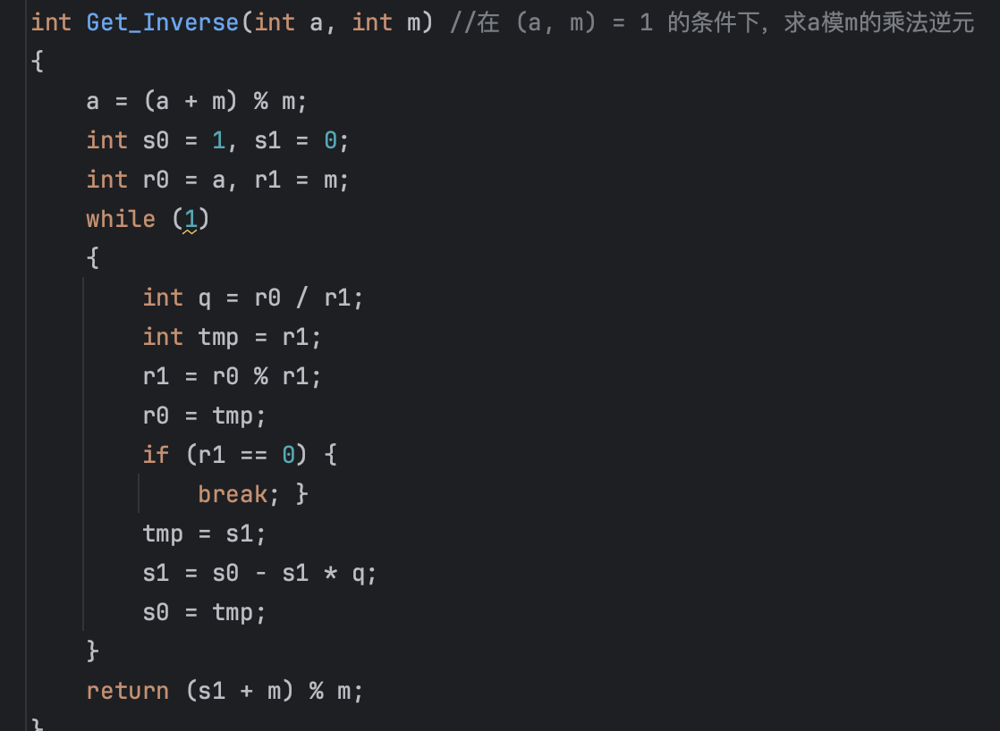 int Get_Inverse(int a, int m) //在 (a, m) = 1 的条件下，求a模m的乘法逆元
{
    a = (a + m) % m;
    int s0 = 1, s1 = 0;
    int r0 = a, r1 = m;
    while (1)
    {
        int q = r0 / r1;
        int tmp = r1;
        r1 = r0 % r1;
        r0 = tmp;
        if (r1 == 0) {
            break; }
        tmp = s1;
        s1 = s0 - s1 * q;
        s0 = tmp;
    }
    return (s1 + m) % m;
}